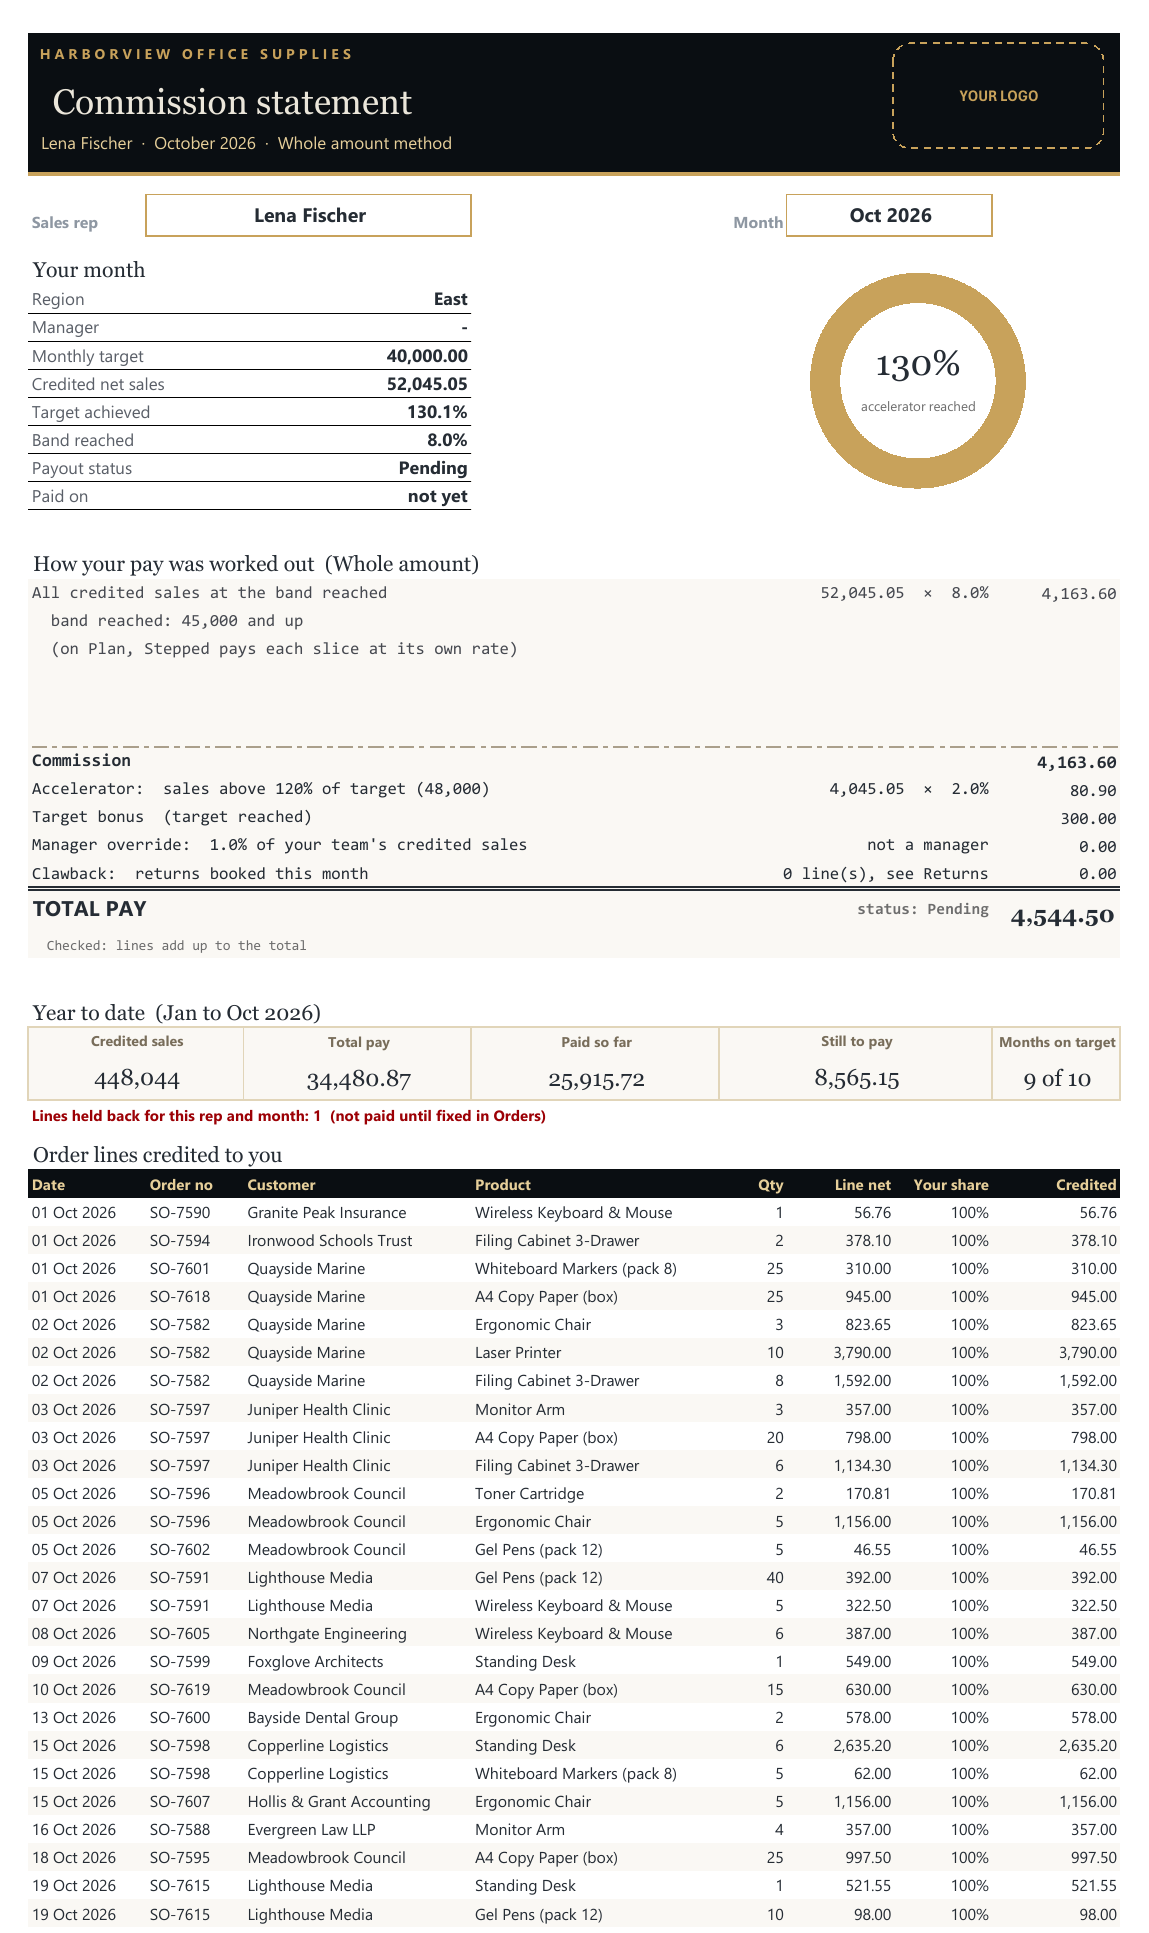 HARBORVIEW OFFICE SUPPLIES
Commission statement
YOUR LOGO
Lena Fischer · October 2026 · Whole amount method
Sales rep Lena Fischer Month Oct 2026
Your month
Region East
Manager -
Monthly target 40,000.00
Credited net sales 52,045.05
Target achieved 130.1%
Band reached 8.0%
Payout status Pending
Paid on not yet
130%
accelerator reached
How your pay was worked out (Whole amount)
All credited sales at the band reached 52,045.05 × 8.0% 4,163.60
band reached: 45,000 and up
(on Plan, Stepped pays each slice at its own rate)
Commission 4,163.60
Accelerator: sales above 120% of target (48,000) 4,045.05 × 2.0% 80.90
Target bonus (target reached) 300.00
Manager override: 1.0% of your team's credited sales not a manager 0.00
Clawback: returns booked this month 0 line(s), see Returns 0.00
TOTAL PAY status: Pending 4,544.50
Checked: lines add up to the total
Year to date (Jan to Oct 2026)
Credited sales Total pay Paid so far Still to pay Months on target
448,044 34,480.87 25,915.72 8,565.15 9 of 10
Lines held back for this rep and month: 1 (not paid until fixed in Orders)
Order lines credited to you
Date Order no Customer Product Qty Line net Your share Credited
01 Oct 2026 SO-7590 Granite Peak Insurance Wireless Keyboard & Mouse 1 56.76 100% 56.76
01 Oct 2026 SO-7594 Ironwood Schools Trust Filing Cabinet 3-Drawer 2 378.10 100% 378.10
01 Oct 2026 SO-7601 Quayside Marine Whiteboard Markers (pack 8) 25 310.00 100% 310.00
01 Oct 2026 SO-7618 Quayside Marine A4 Copy Paper (box) 25 945.00 100% 945.00
02 Oct 2026 SO-7582 Quayside Marine Ergonomic Chair 3 823.65 100% 823.65
02 Oct 2026 SO-7582 Quayside Marine Laser Printer 10 3,790.00 100% 3,790.00
02 Oct 2026 SO-7582 Quayside Marine Filing Cabinet 3-Drawer 8 1,592.00 100% 1,592.00
03 Oct 2026 SO-7597 Juniper Health Clinic Monitor Arm 3 357.00 100% 357.00
03 Oct 2026 SO-7597 Juniper Health Clinic A4 Copy Paper (box) 20 798.00 100% 798.00
03 Oct 2026 SO-7597 Juniper Health Clinic Filing Cabinet 3-Drawer 6 1,134.30 100% 1,134.30
05 Oct 2026 SO-7596 Meadowbrook Council Toner Cartridge 2 170.81 100% 170.81
05 Oct 2026 SO-7596 Meadowbrook Council Ergonomic Chair 5 1,156.00 100% 1,156.00
05 Oct 2026 SO-7602 Meadowbrook Council Gel Pens (pack 12) 5 46.55 100% 46.55
07 Oct 2026 SO-7591 Lighthouse Media Gel Pens (pack 12) 40 392.00 100% 392.00
07 Oct 2026 SO-7591 Lighthouse Media Wireless Keyboard & Mouse 5 322.50 100% 322.50
08 Oct 2026 SO-7605 Northgate Engineering Wireless Keyboard & Mouse 6 387.00 100% 387.00
09 Oct 2026 SO-7599 Foxglove Architects Standing Desk 1 549.00 100% 549.00
10 Oct 2026 SO-7619 Meadowbrook Council A4 Copy Paper (box) 15 630.00 100% 630.00
13 Oct 2026 SO-7600 Bayside Dental Group Ergonomic Chair 2 578.00 100% 578.00
15 Oct 2026 SO-7598 Copperline Logistics Standing Desk 6 2,635.20 100% 2,635.20
15 Oct 2026 SO-7598 Copperline Logistics Whiteboard Markers (pack 8) 5 62.00 100% 62.00
15 Oct 2026 SO-7607 Hollis & Grant Accounting Ergonomic Chair 5 1,156.00 100% 1,156.00
16 Oct 2026 SO-7588 Evergreen Law LLP Monitor Arm 4 357.00 100% 357.00
18 Oct 2026 SO-7595 Meadowbrook Council A4 Copy Paper (box) 25 997.50 100% 997.50
19 Oct 2026 SO-7615 Lighthouse Media Standing Desk 1 521.55 100% 521.55
19 Oct 2026 SO-7615 Lighthouse Media Gel Pens (pack 12) 10 98.00 100% 98.00